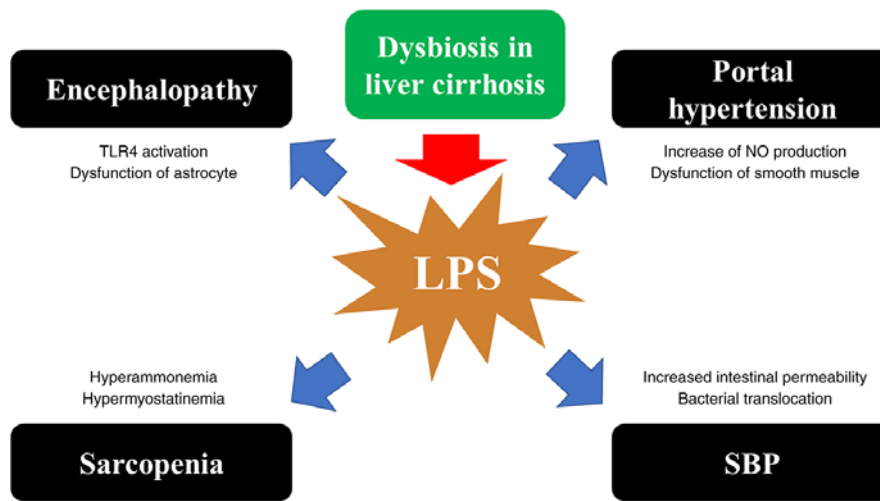 Dysbiosis in
liver cirrhosis
Encephalopathy
TLR4 activation
Dysfunction of astrocyte
Portal
hypertension
Increase of NO production
Dysfunction of smooth muscle
LPS
Hyperammonemia
Hypermyostatinemia
Sarcopenia
Increased intestinal permeability
Bacterial translocation
SBP